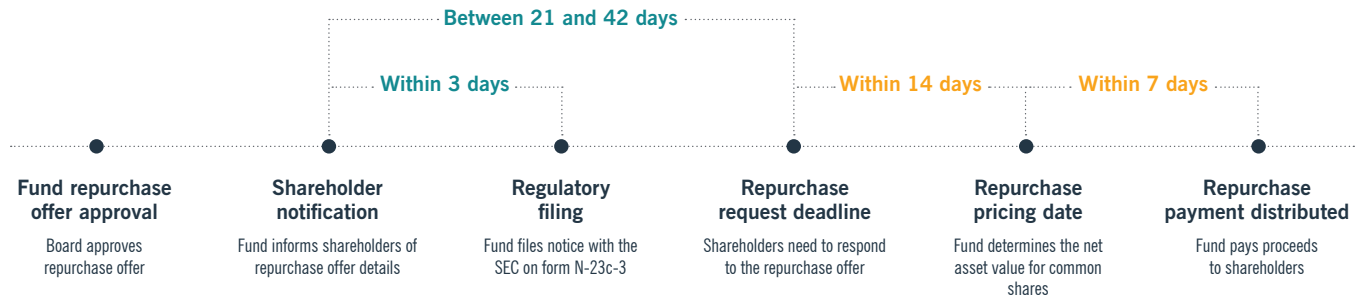 Between 21 and 42 days
Within 3 days
Within 14 days
Within 7 days
Fund repurchase
offer approval
Board approves
repurchase offer
Shareholder
notification
Fund informs shareholders of
repurchase offer details
Regulatory
filing
Fund files notice with the
SEC on form N-23c-3
Repurchase
request deadline
Shareholders need to respond
to the repurchase offer
Repurchase
pricing date
Fund determines the net
asset value for common
shares
Repurchase
payment distributed
Fund pays proceeds
to shareholders